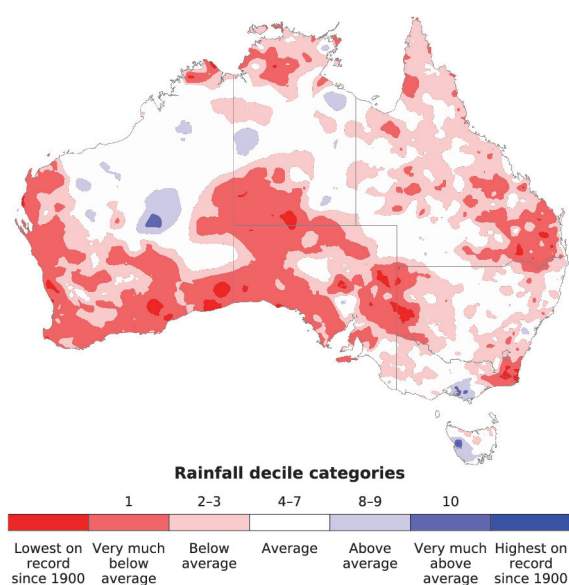 Rainfall decile categories
1 2–3 4–7 8–9 10
Lowest on Very much Below Average Above Very much Highest on
record below average average above record
since 1900 average average since 1900